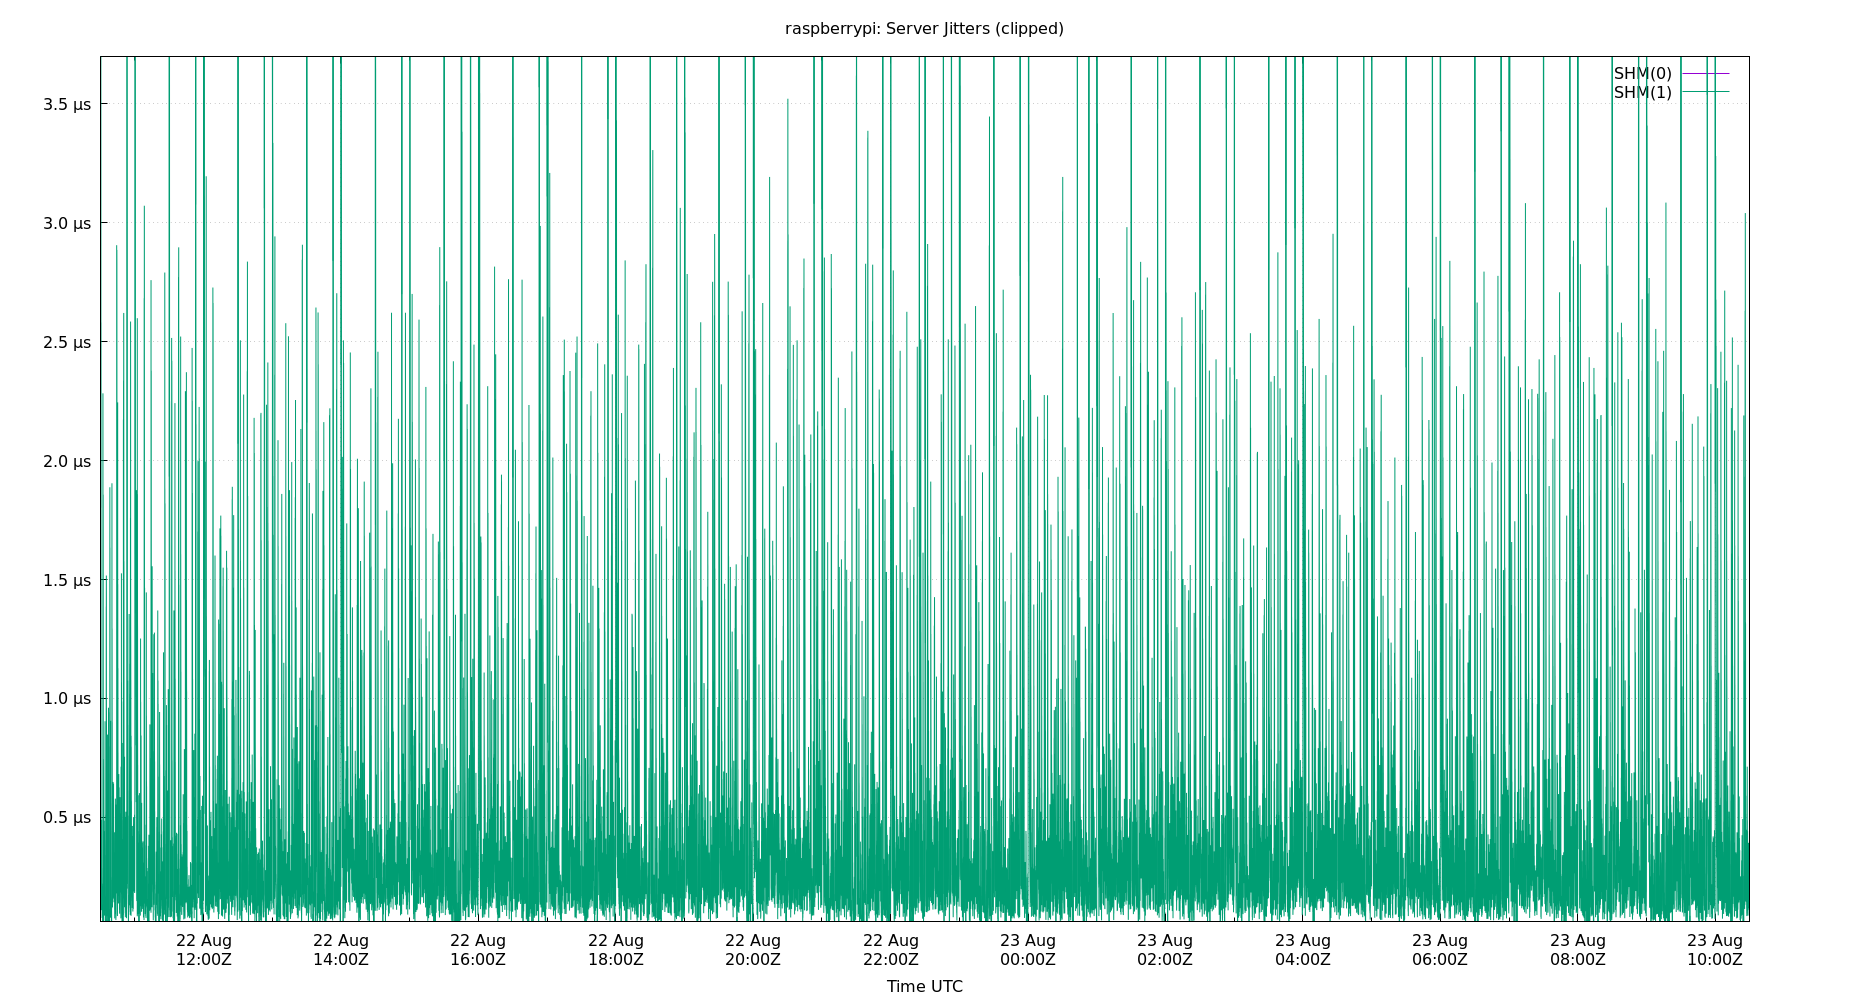 raspberrypi: Server Jitters (clipped)
SHM(0)
SHM(1)
3.5 μs
3.0 μs
2.5 μs
2.0 μs
1.5 μs
1.0 μs
0.5 μs
22 Aug 22 Aug 22 Aug 22 Aug 22 Aug 22 Aug 23 Aug 23 Aug 23 Aug 23 Aug 23 Aug 23 Aug
12:00Z 14:00Z 16:00Z 18:00Z 20:00Z 22:00Z 00:00Z 02:00Z 04:00Z 06:00Z 08:00Z 10:00Z
Time UTC